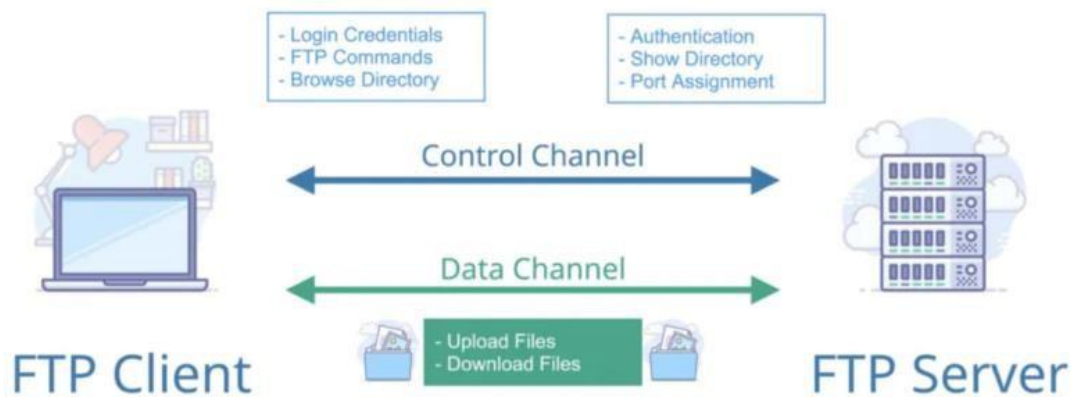 - Login Credentials
- FTP Commands
- Browse Directory
- Authentication
- Show Directory
- Port Assignment
Control Channel
Data Channel
- Upload Files
- Download Files
FTP Client
FTP Server